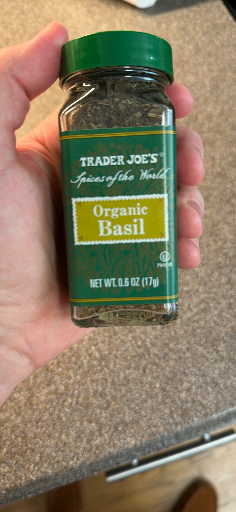 TRADER JOE'S
Spices of the World
Organic
Basil
NET WT. 0.6 OZ (17g)